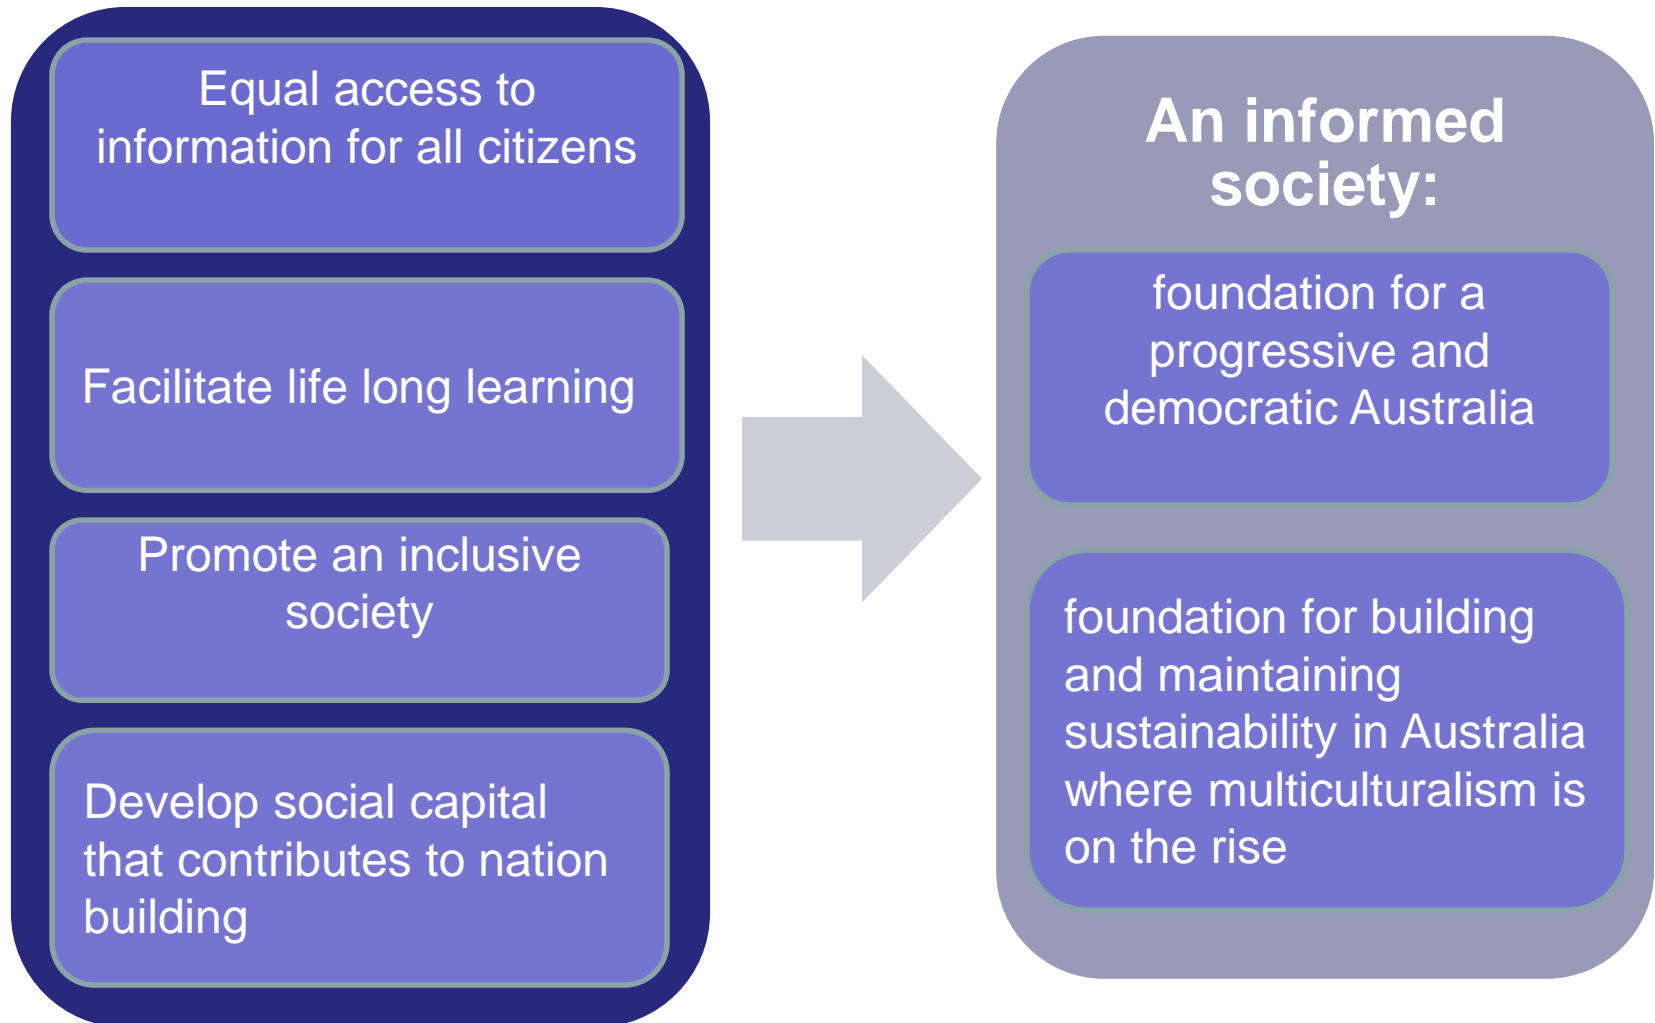 Equal access to
information for all citizens
Facilitate life long learning
Promote an inclusive
society
Develop social capital
that contributes to nation
building
An informed
society:
foundation for a
progressive and
democratic Australia
foundation for building
and maintaining
sustainability in Australia
where multiculturalism is
on the rise